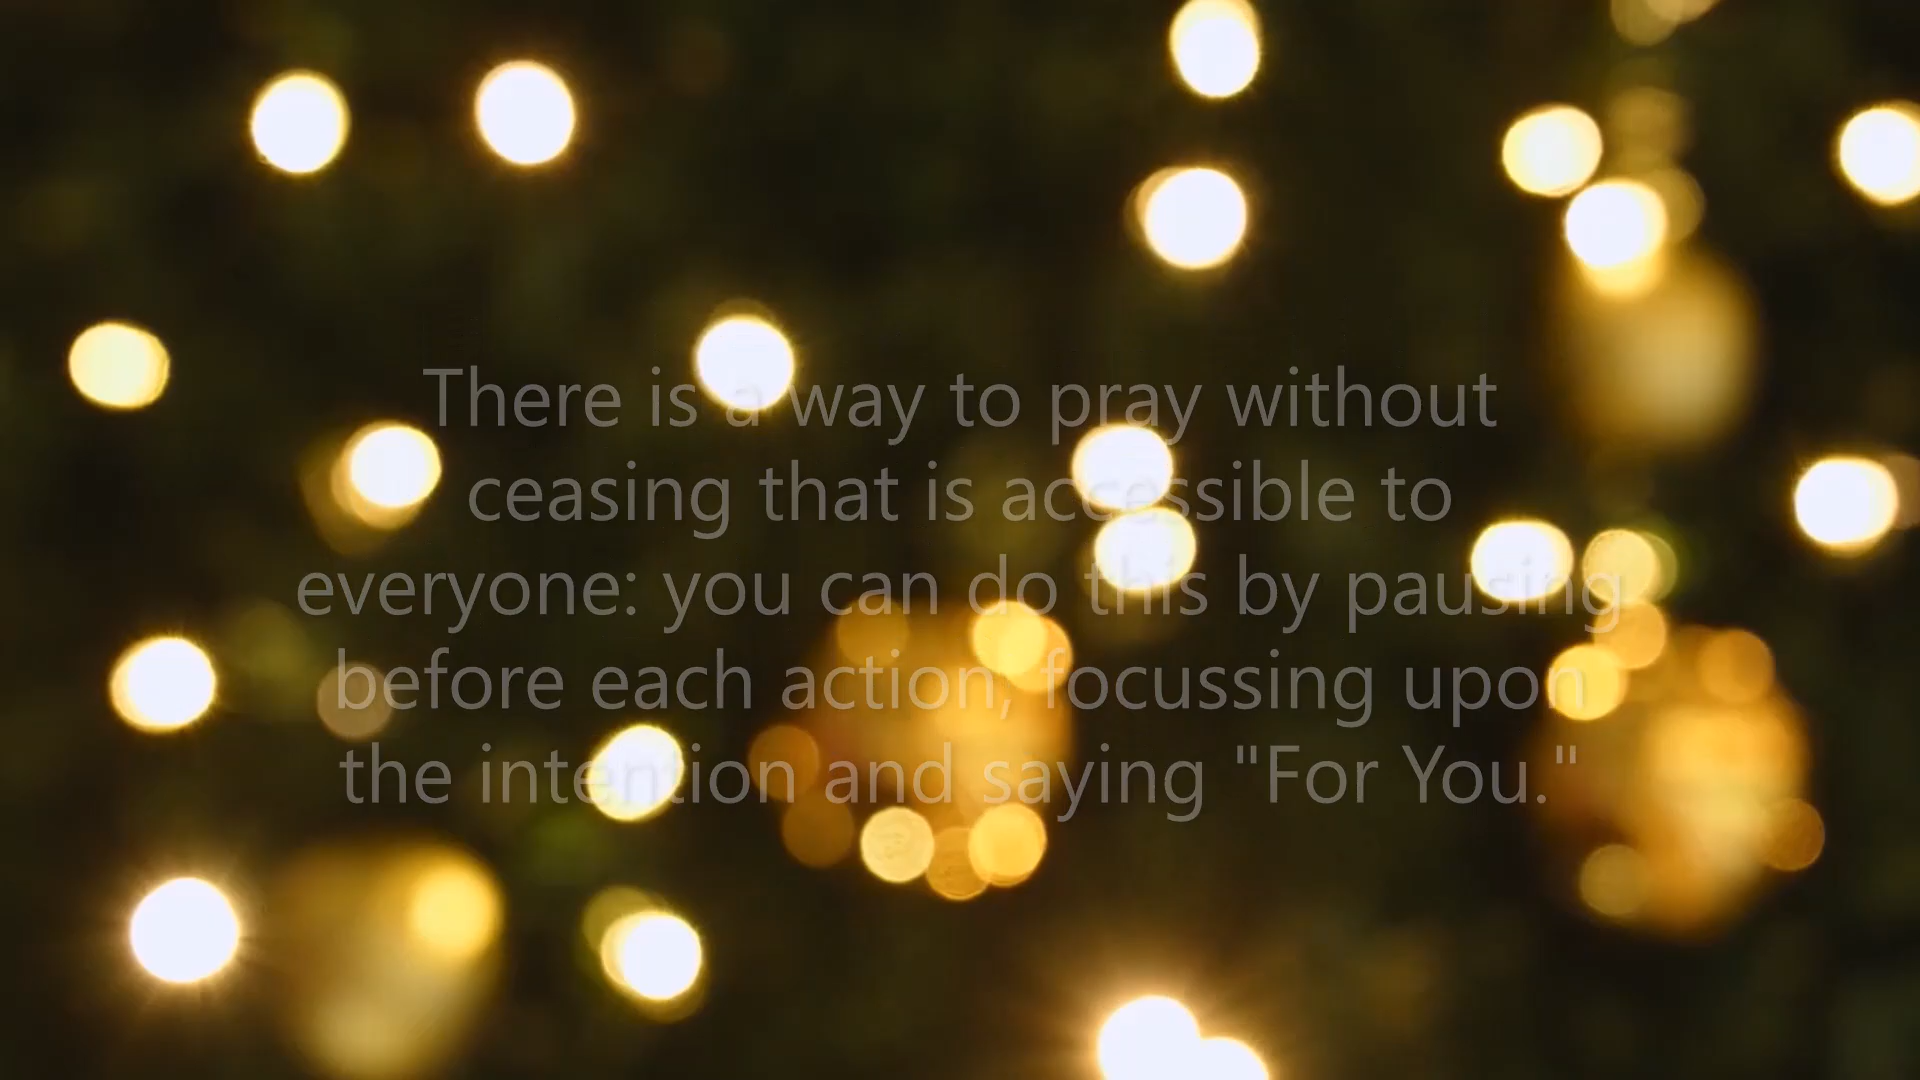 There is a way to pray without
ceasing that is accessible to
everyone: you can do this by pausing
before each action, focussing upon
the intention and saying "For You."